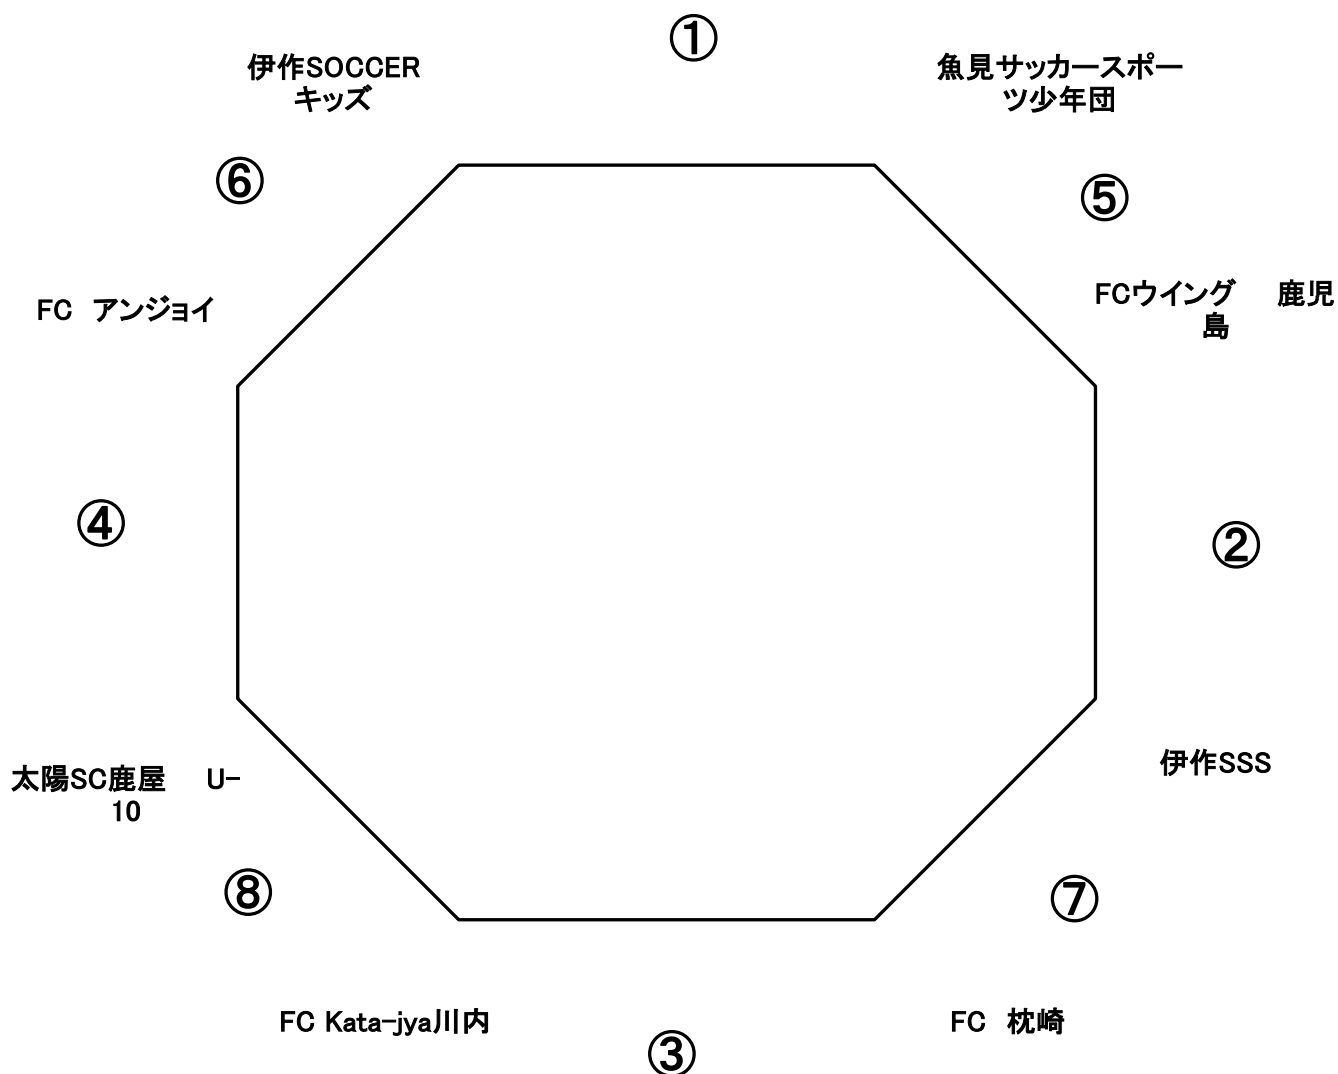 ①
伊作SOCCER
キッズ
魚見サッカースポー
ツ少年団
⑥
⑤
FC アンジョイ
FCウイング 鹿児
島
④
②
太陽SC鹿屋 U-
10
伊作SSS
⑧
⑦
FC Kata-jya川内
FC 枕崎
③